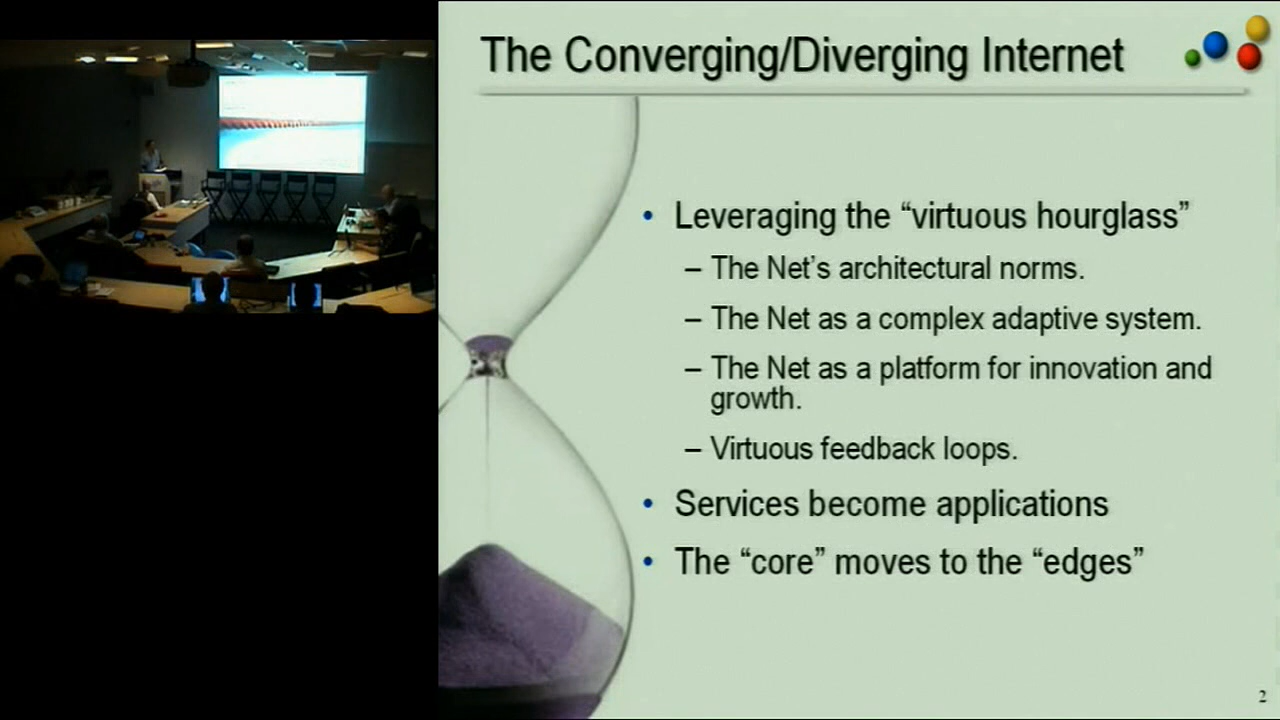 The Converging/Diverging Internet
• Leveraging the “virtuous hourglass”
– The Net’s architectural norms.
– The Net as a complex adaptive system.
– The Net as a platform for innovation and
growth.
– Virtuous feedback loops.
• Services become applications
• The “core” moves to the “edges”
2